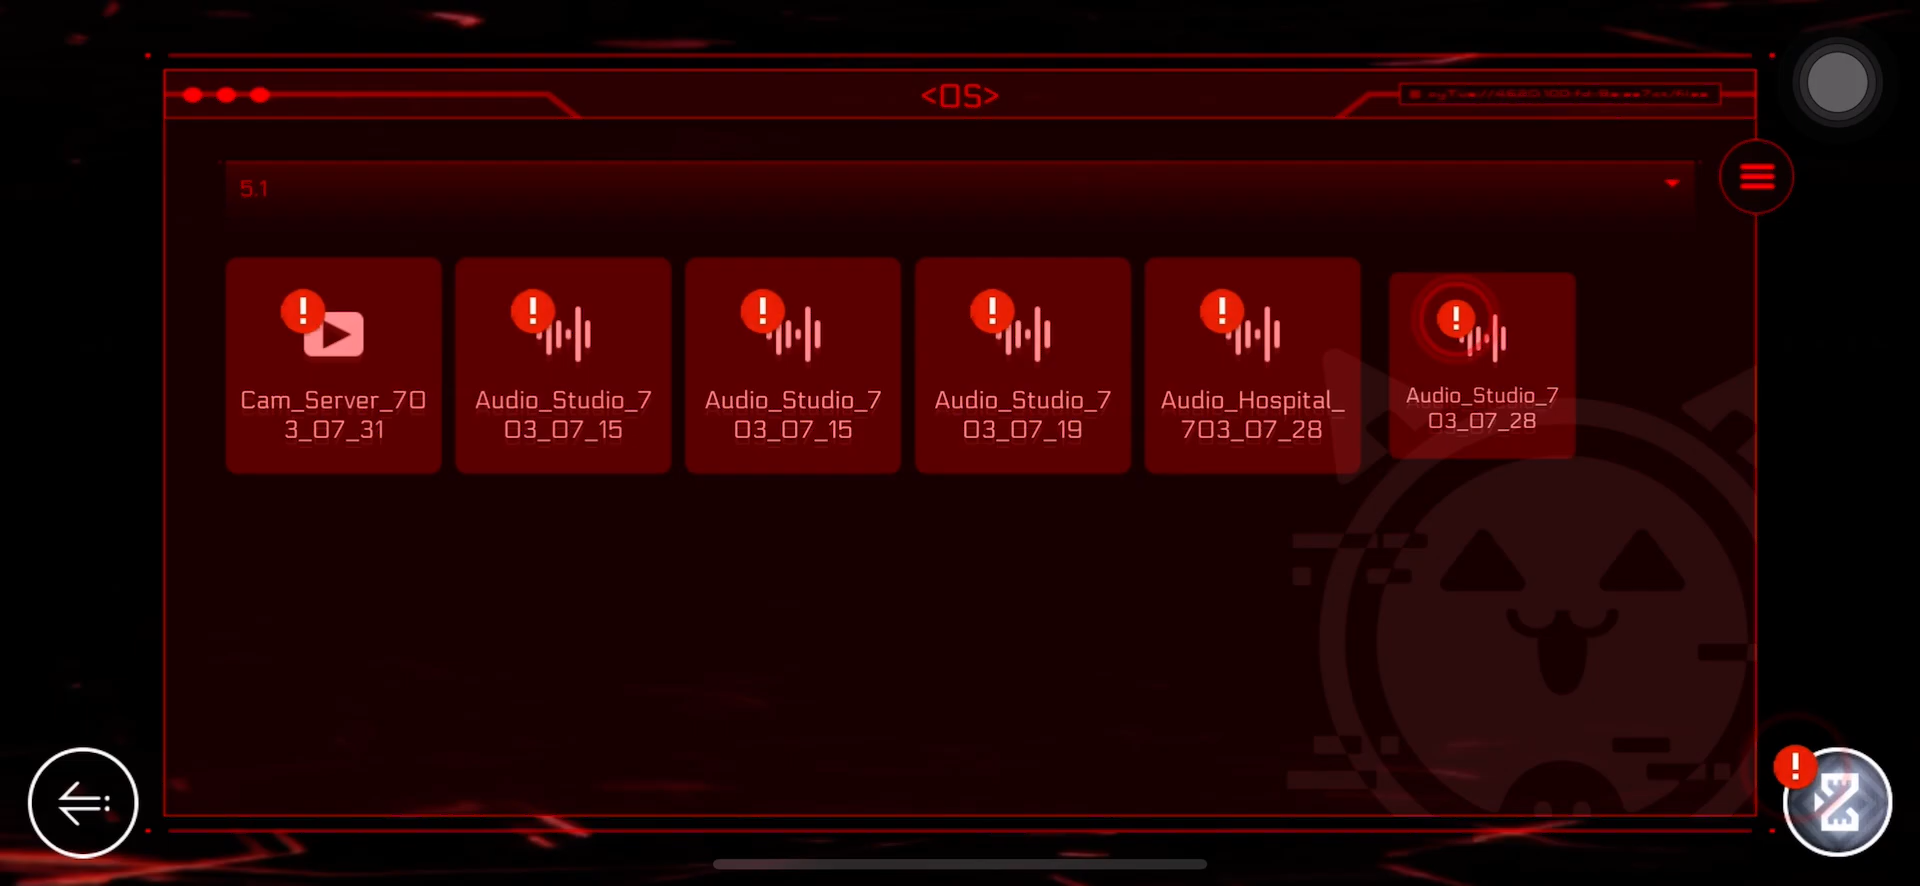 <OS>
5.1
Cam_Server_70
3_07_31
Audio_Studio_7
03_07_15
Audio_Studio_7
03_07_15
Audio_Studio_7
03_07_19
Audio_Hospital_
703_07_28
Audio_Studio_7
03_07_28